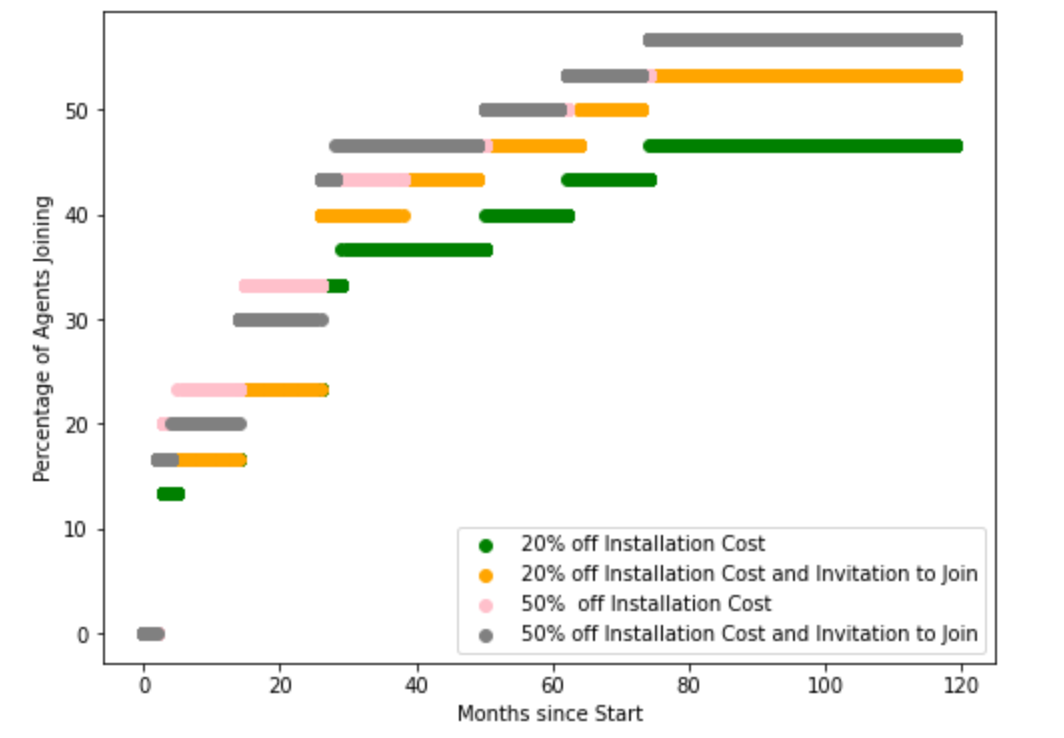 Percentage of Agents Joining
50
40
30
20
10
0
0 20 40 60 80 100 120
Months since Start
20% off Installation Cost
20% off Installation Cost and Invitation to Join
50%  off Installation Cost
50% off Installation Cost and Invitation to Join